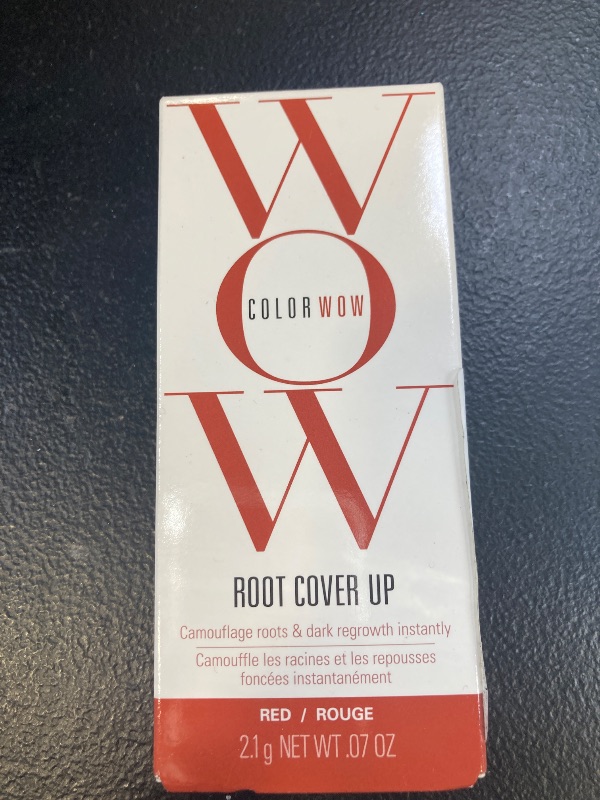 W
O
COLOR WOW
W
ROOT COVER UP
Camouflage roots & dark regrowth instantly
Camouffle les racines et les repousses
foncées instantanément
RED / ROUGE
2.1 g NET WT .07 OZ